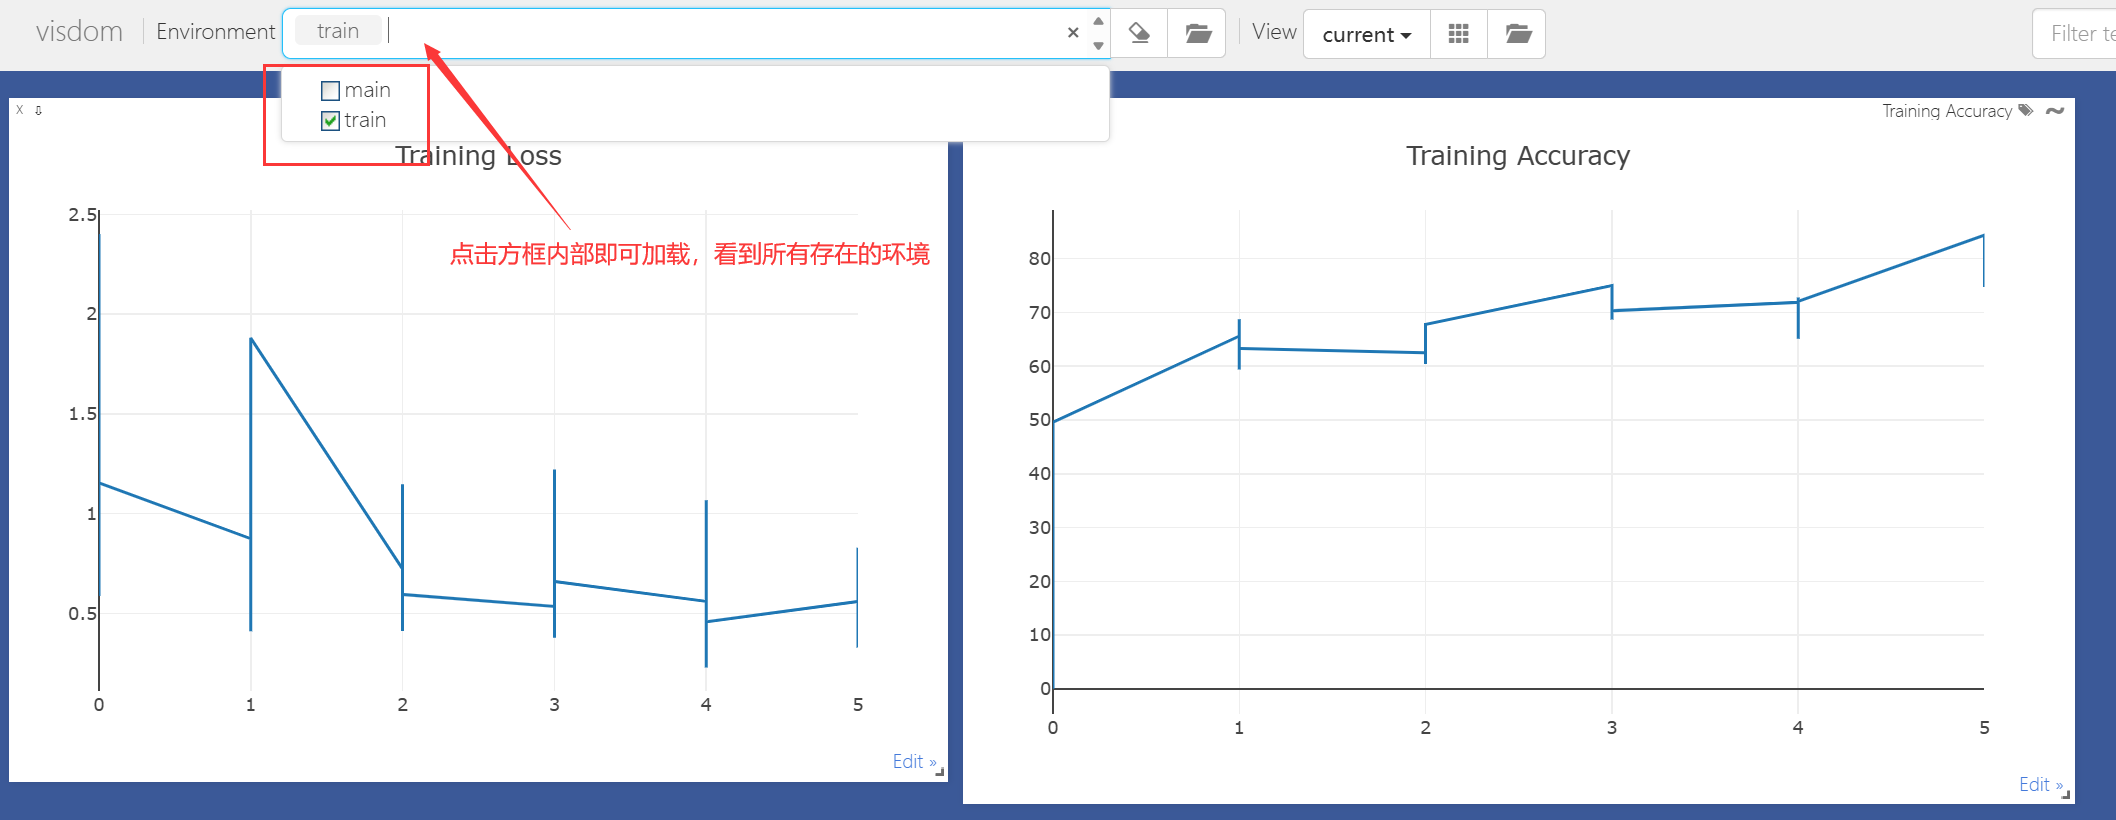 visdom Environment train × View current Filter te
main
train
X
Training Accuracy
Training Loss
点击方框内部即可加载，看到所有存在的环境
2.5
2
1.5
1
0.5
0 1 2 3 4 5
Edit »
Training Accuracy
80
70
60
50
40
30
20
10
0
0 1 2 3 4 5
Edit »